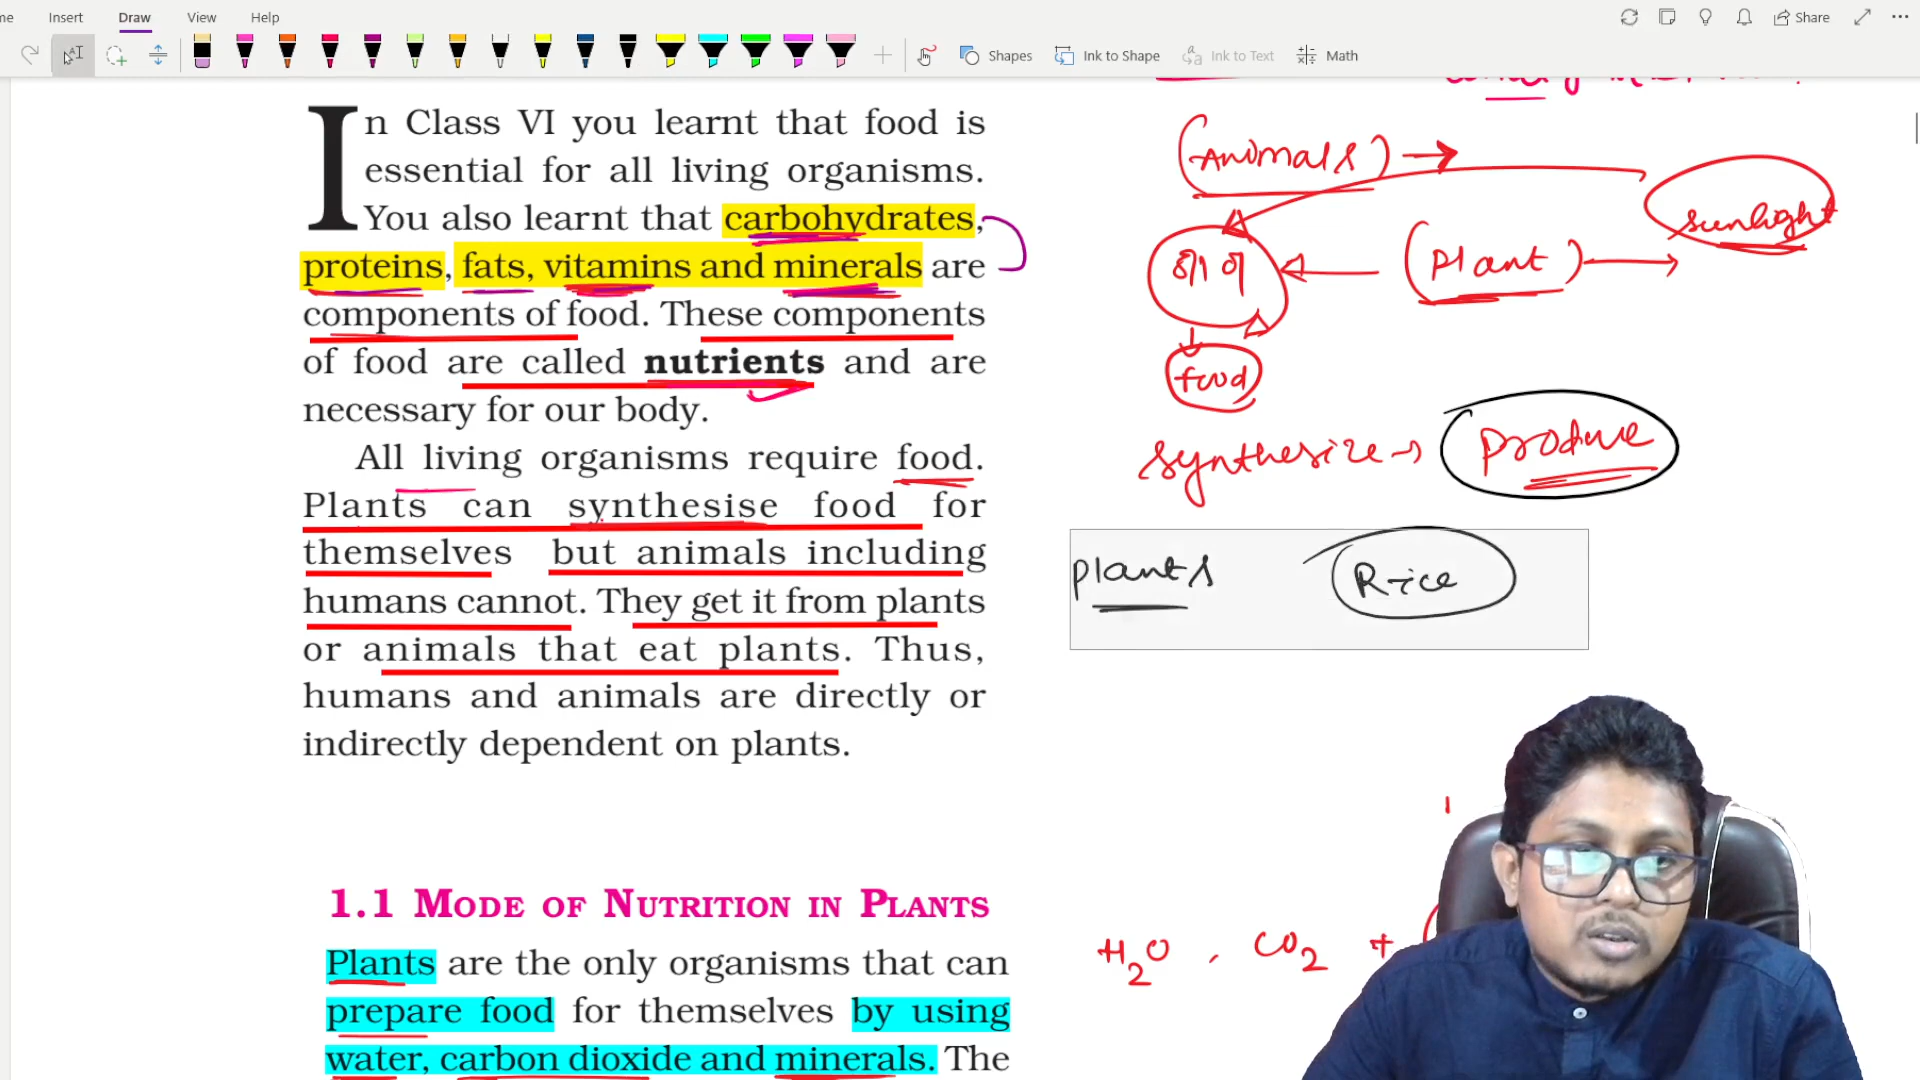 Insert Draw View Help Share
Shapes Ink to Shape Ink to Text Math
In Class VI you learnt that food is
essential for all living organisms.
You also learnt that carbohydrates,
proteins, fats, vitamins and minerals are
components of food. These components
of food are called nutrients and are
necessary for our body.
All living organisms require food.
Plants can synthesise food for
themselves but animals including
humans cannot. They get it from plants
or animals that eat plants. Thus,
humans and animals are directly or
indirectly dependent on plants.
1.1 MODE OF NUTRITION IN PLANTS
Plants are the only organisms that can
prepare food for themselves by using
water, carbon dioxide and minerals. The
(Animals) →
sunlight
(Plant)
food
synthesize → Produce
plants Rice
H2O , CO2 +